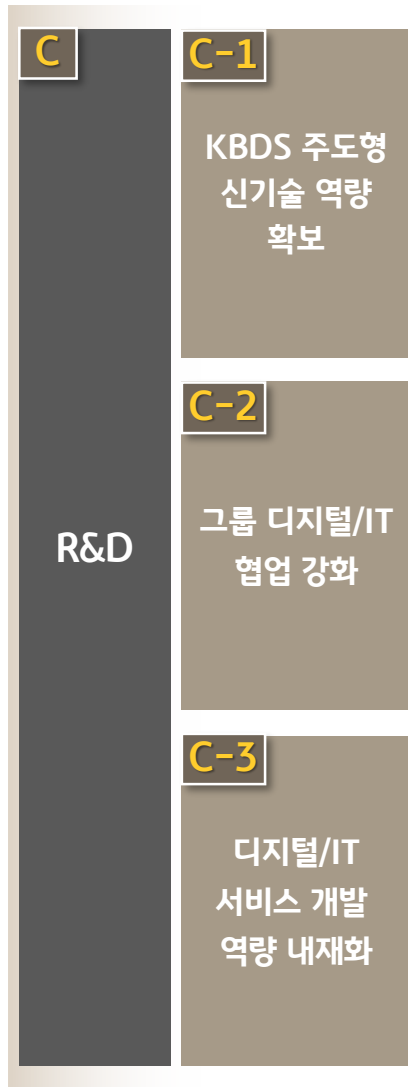 C
R&D
C-1
KBDS 주도형
신기술 역량
확보
C-2
그룹 디지털/IT
협업 강화
C-3
디지털/IT
서비스 개발
역량 내재화